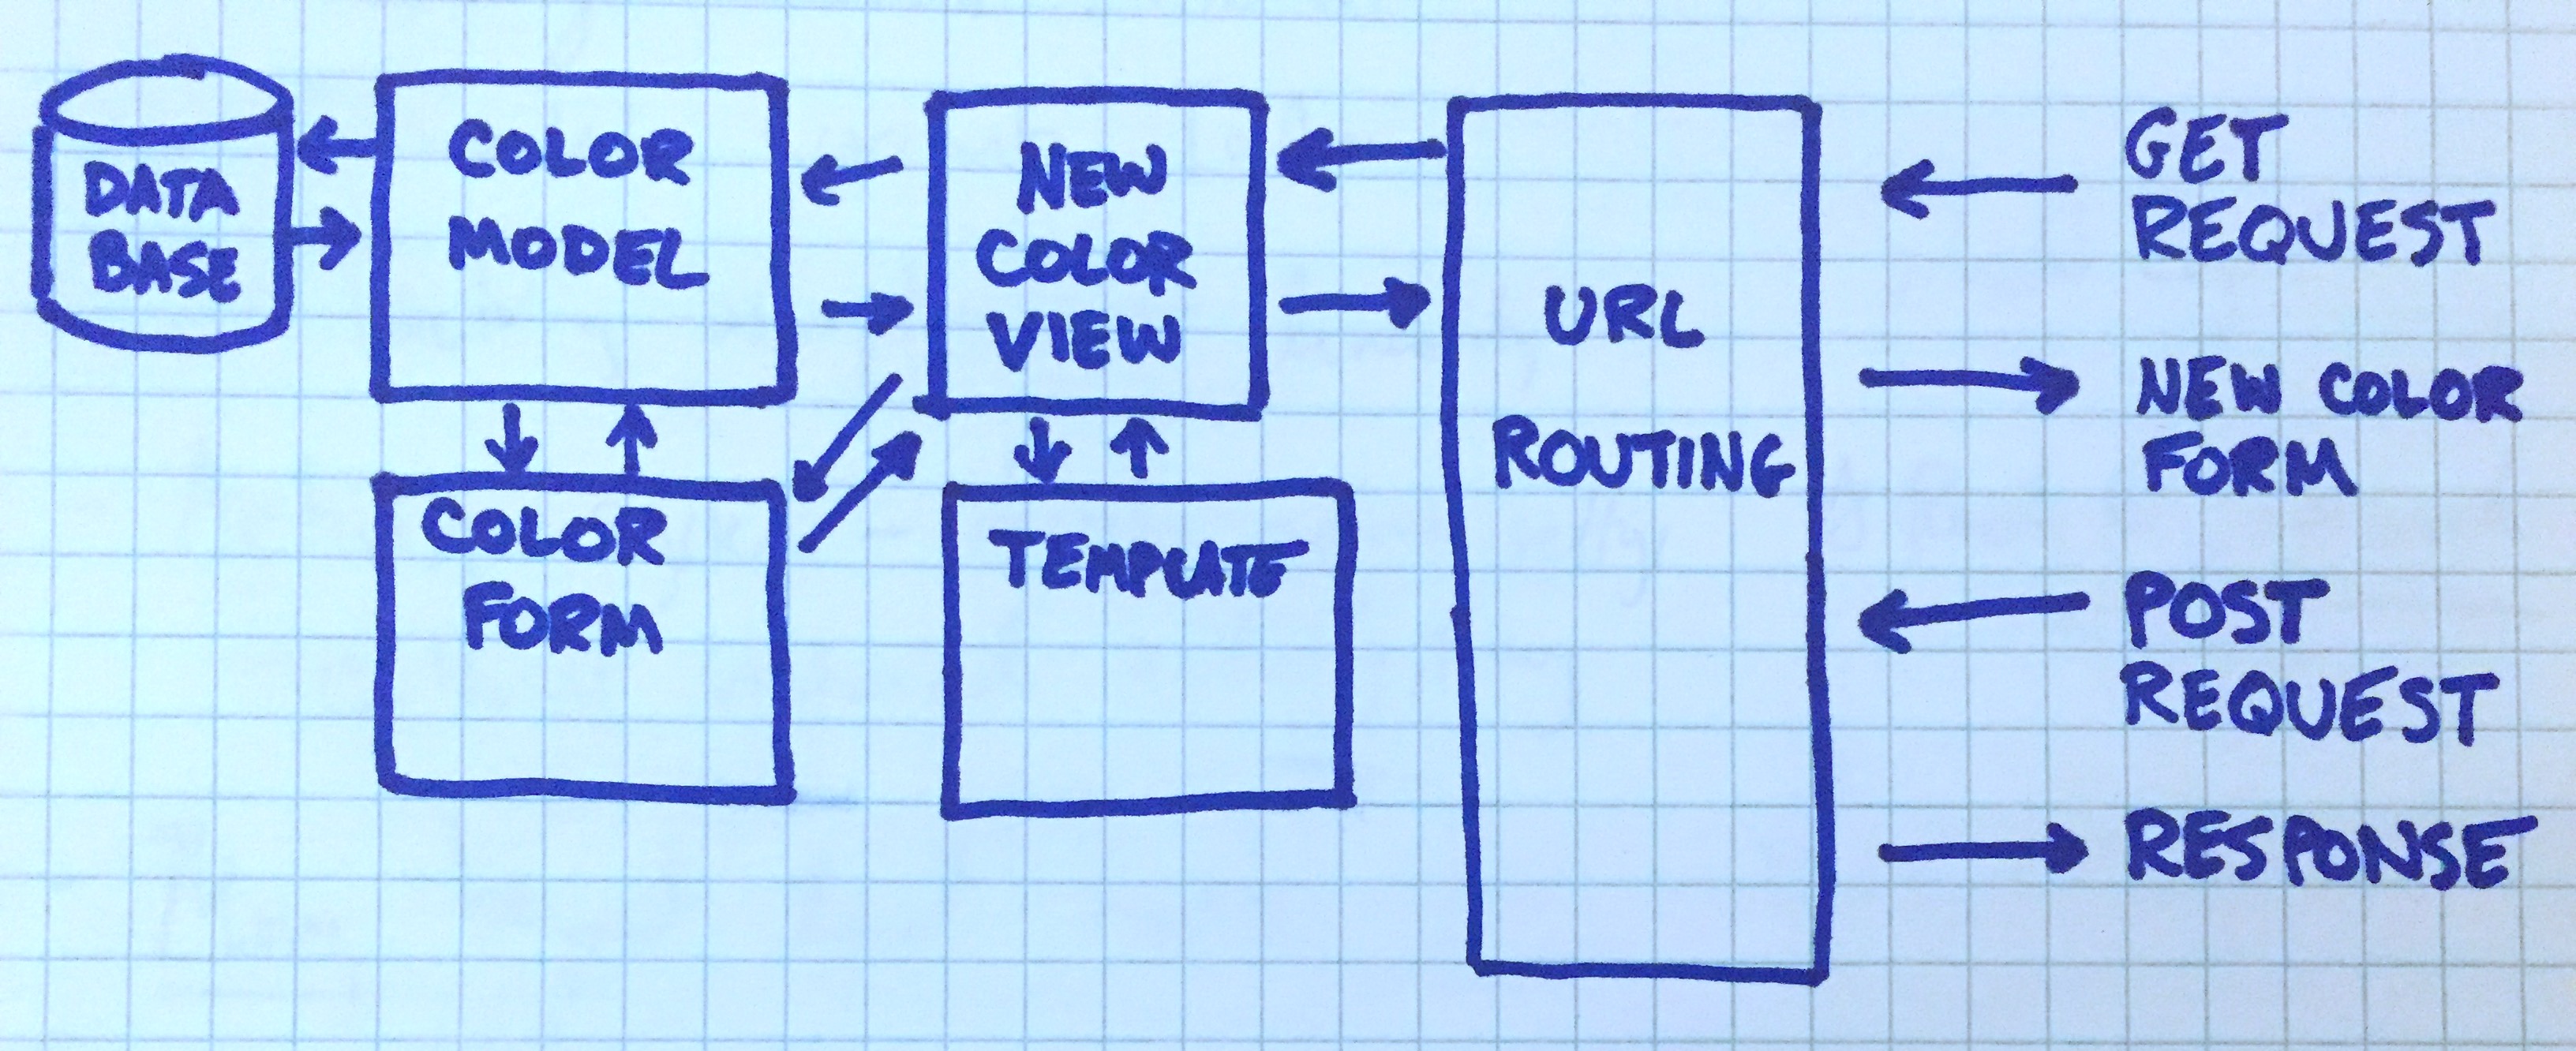 DATA
BASE
COLOR
MODEL
NEW
COLOR
VIEW
COLOR
FORM
TEMPLATE
URL
ROUTING
GET
REQUEST
NEW COLOR
FORM
POST
REQUEST
RESPONSE